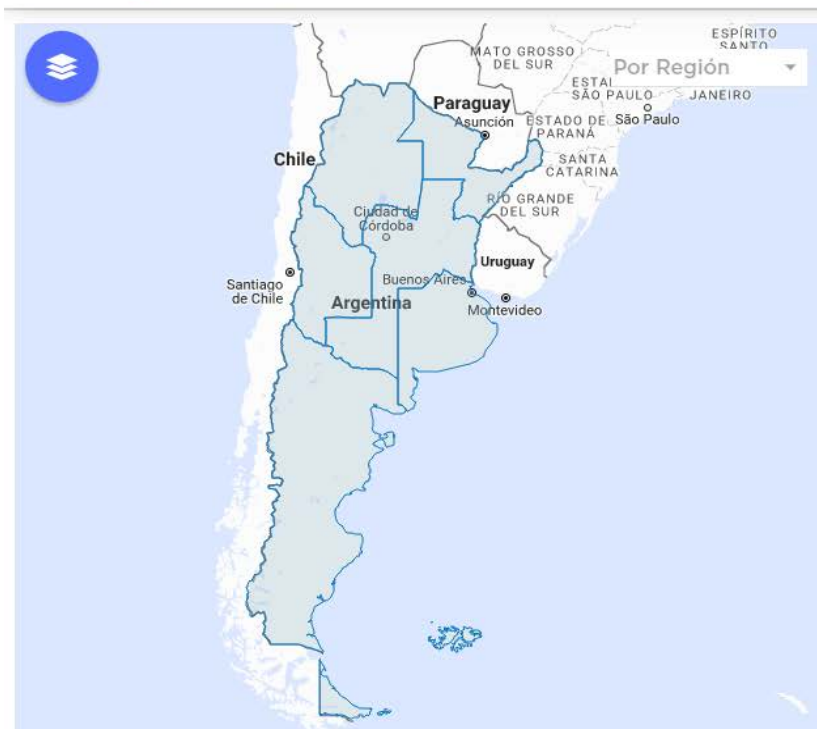 ESPÍRITO
SANTO
MATO GROSSO
DEL SUR
Por Región
SÃO PAULO
JANEIRO
Paraguay
Asunción
ESTADO DE
PARANÁ
São Paulo
Chile
SANTA
CATARINA
RÍO GRANDE
DEL SUR
Ciudad de
Córdoba
Uruguay
Santiago
de Chile
Buenos Aires
Argentina
Montevideo